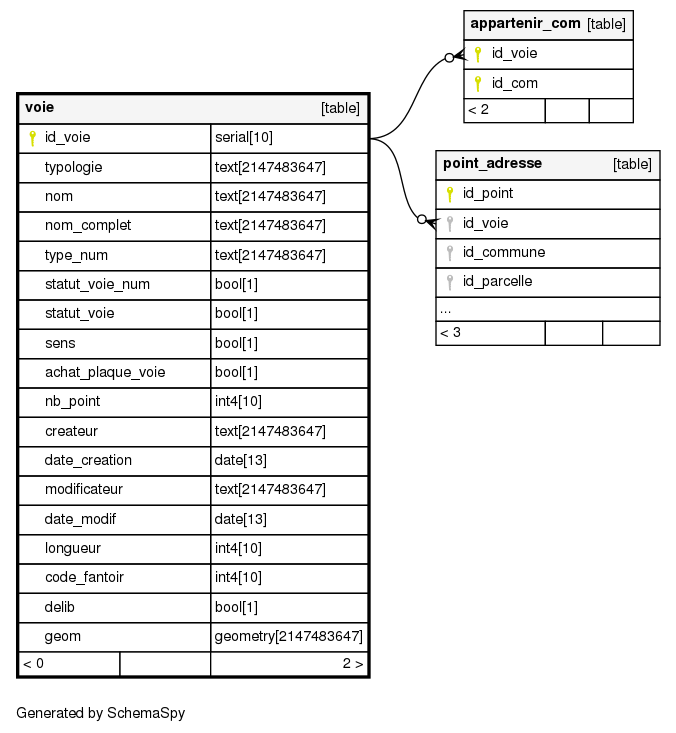 appartenir_com [table]
id_voie
id_com
< 2
voie [table]
id_voie serial[10]
typologie text[2147483647]
nom text[2147483647]
nom_complet text[2147483647]
type_num text[2147483647]
statut_voie_num bool[1]
statut_voie bool[1]
sens bool[1]
achat_plaque_voie bool[1]
nb_point int4[10]
createur text[2147483647]
date_creation date[13]
modificateur text[2147483647]
date_modif date[13]
longueur int4[10]
code_fantoir int4[10]
delib bool[1]
geom geometry[2147483647]
< 0 2 >
point_adresse [table]
id_point
id_voie
id_commune
id_parcelle
...
< 3
Generated by SchemaSpy